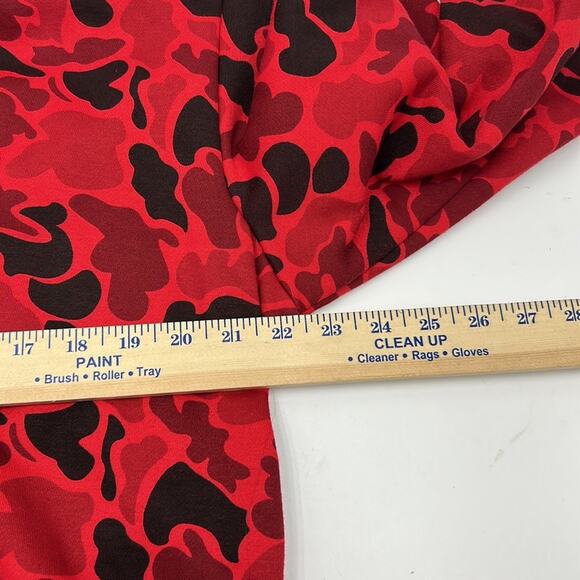 17 18 19 20 21 22 23 24 25 26 27 28
PAINT
• Brush • Roller • Tray
CLEAN UP
• Cleaner • Rags • Gloves